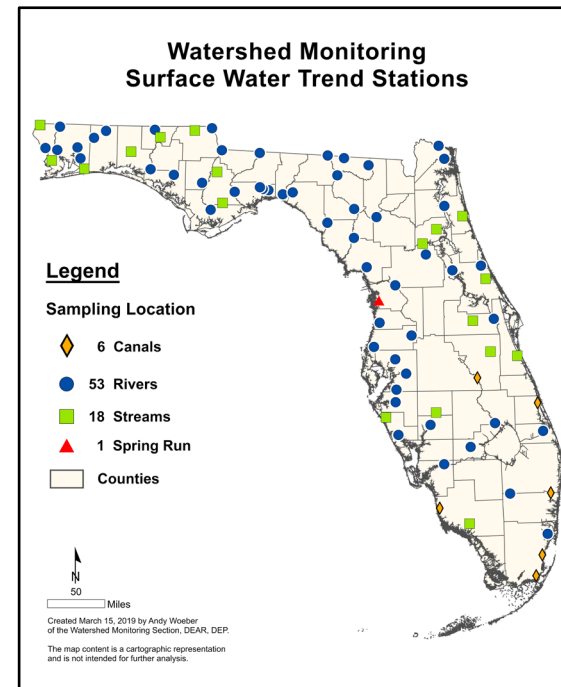 Watershed Monitoring
Surface Water Trend Stations
Legend
Sampling Location
6 Canals
53 Rivers
18 Streams
1 Spring Run
Counties
N
50
Miles
Created March 15, 2019 by Andy Woeber
of the Watershed Monitoring Section, DEAR, DEP.
The map content is a cartographic representation
and is not intended for further analysis.